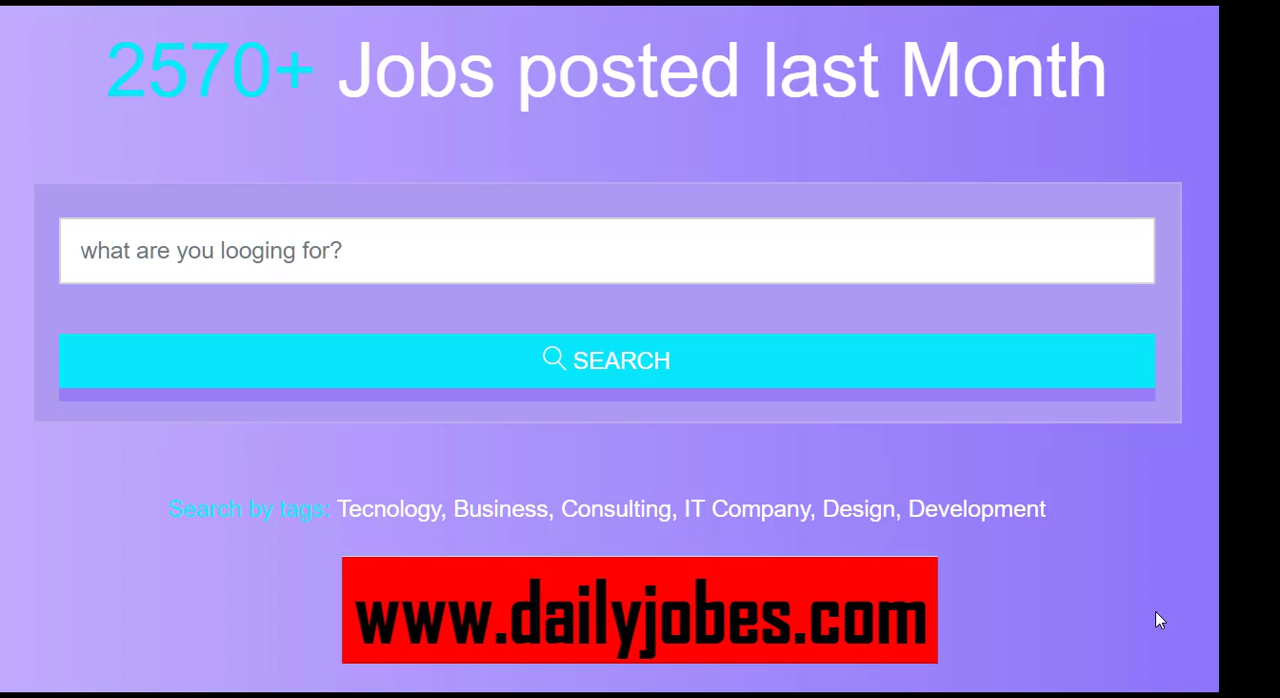 2570+ Jobs posted last Month
what are you looging for?
SEARCH
Search by tags: Tecnology, Business, Consulting, IT Company, Design, Development
www.dailyjobes.com